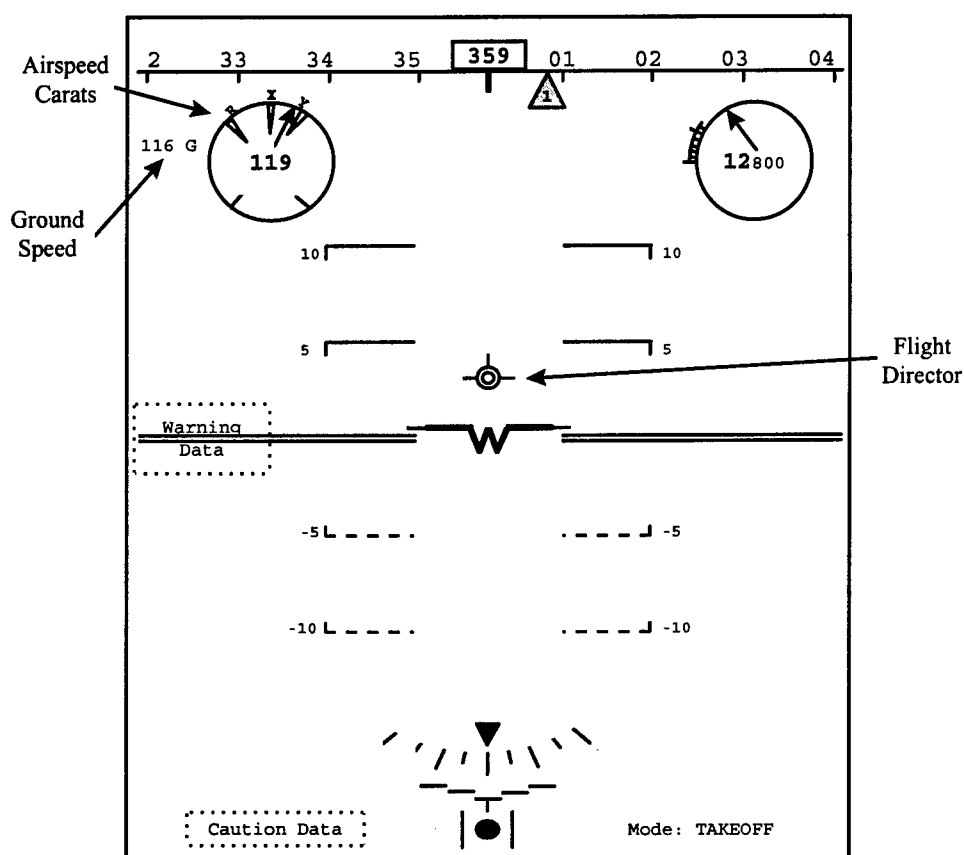 2 33 34 35 359 01 02 03 04
Airspeed
Carats
1
R X Y
116 G
119
12800
Ground
Speed
10 10
5 5
Flight
Director
Warning
Data
-5 -5
-10 -10
Caution Data
Mode: TAKEOFF